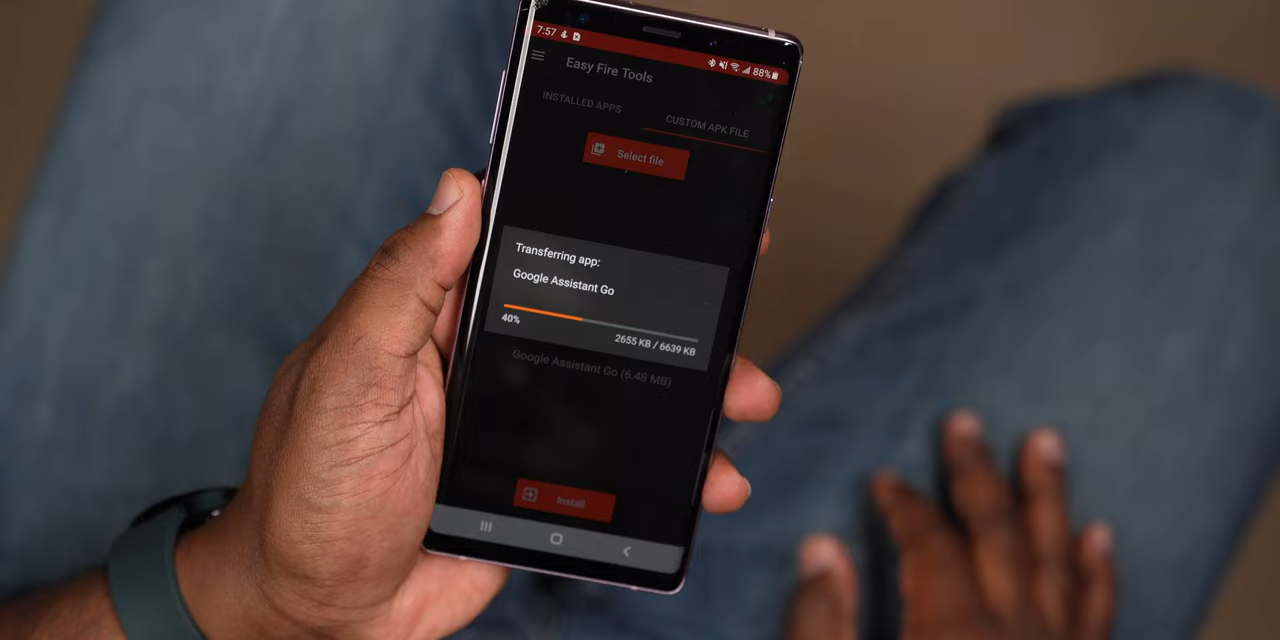 7:57 88%
Easy Fire Tools
INSTALLED APPS
CUSTOM APK FILE
Select file
Transferring app:
Google Assistant Go
40%
2655 KB / 6639 KB
Google Assistant Go (6.48 MB)
Install